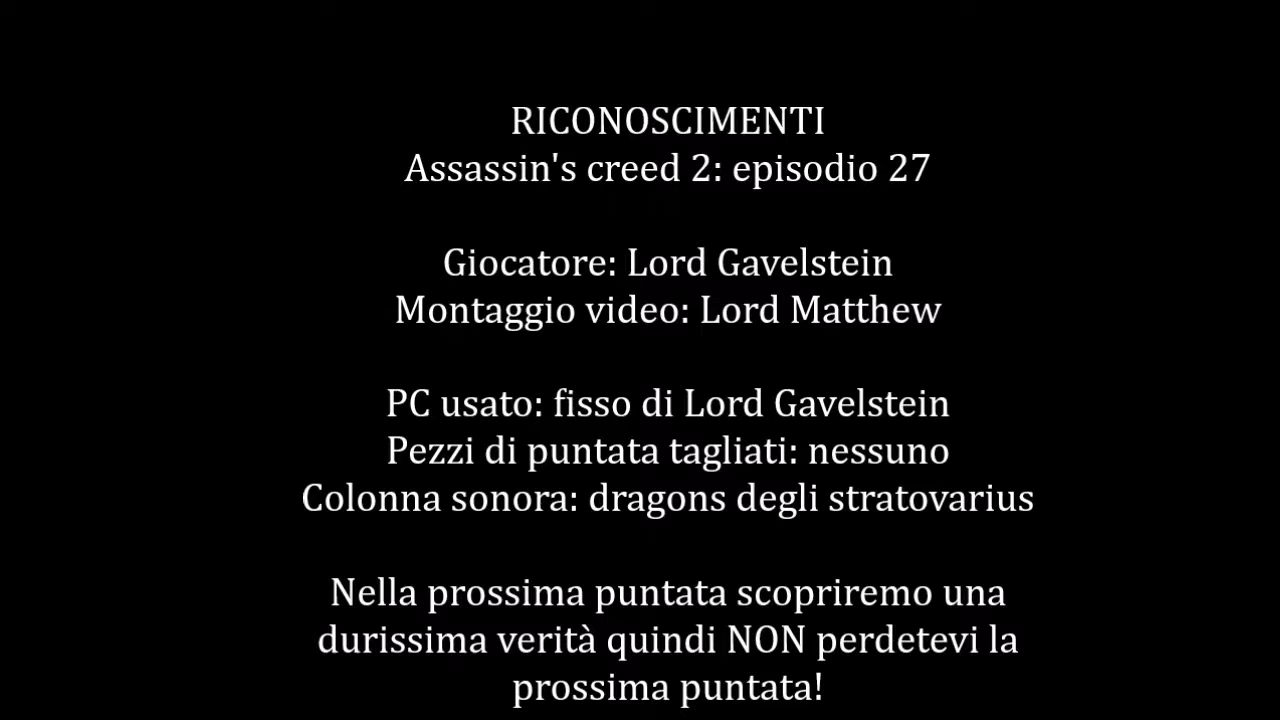 RICONOSCIMENTI
Assassin's creed 2: episodio 27
Giocatore: Lord Gavelstein
Montaggio video: Lord Matthew
PC usato: fisso di Lord Gavelstein
Pezzi di puntata tagliati: nessuno
Colonna sonora: dragons degli stratovarius
Nella prossima puntata scopriremo una
durissima verità quindi NON perdetevi la
prossima puntata!